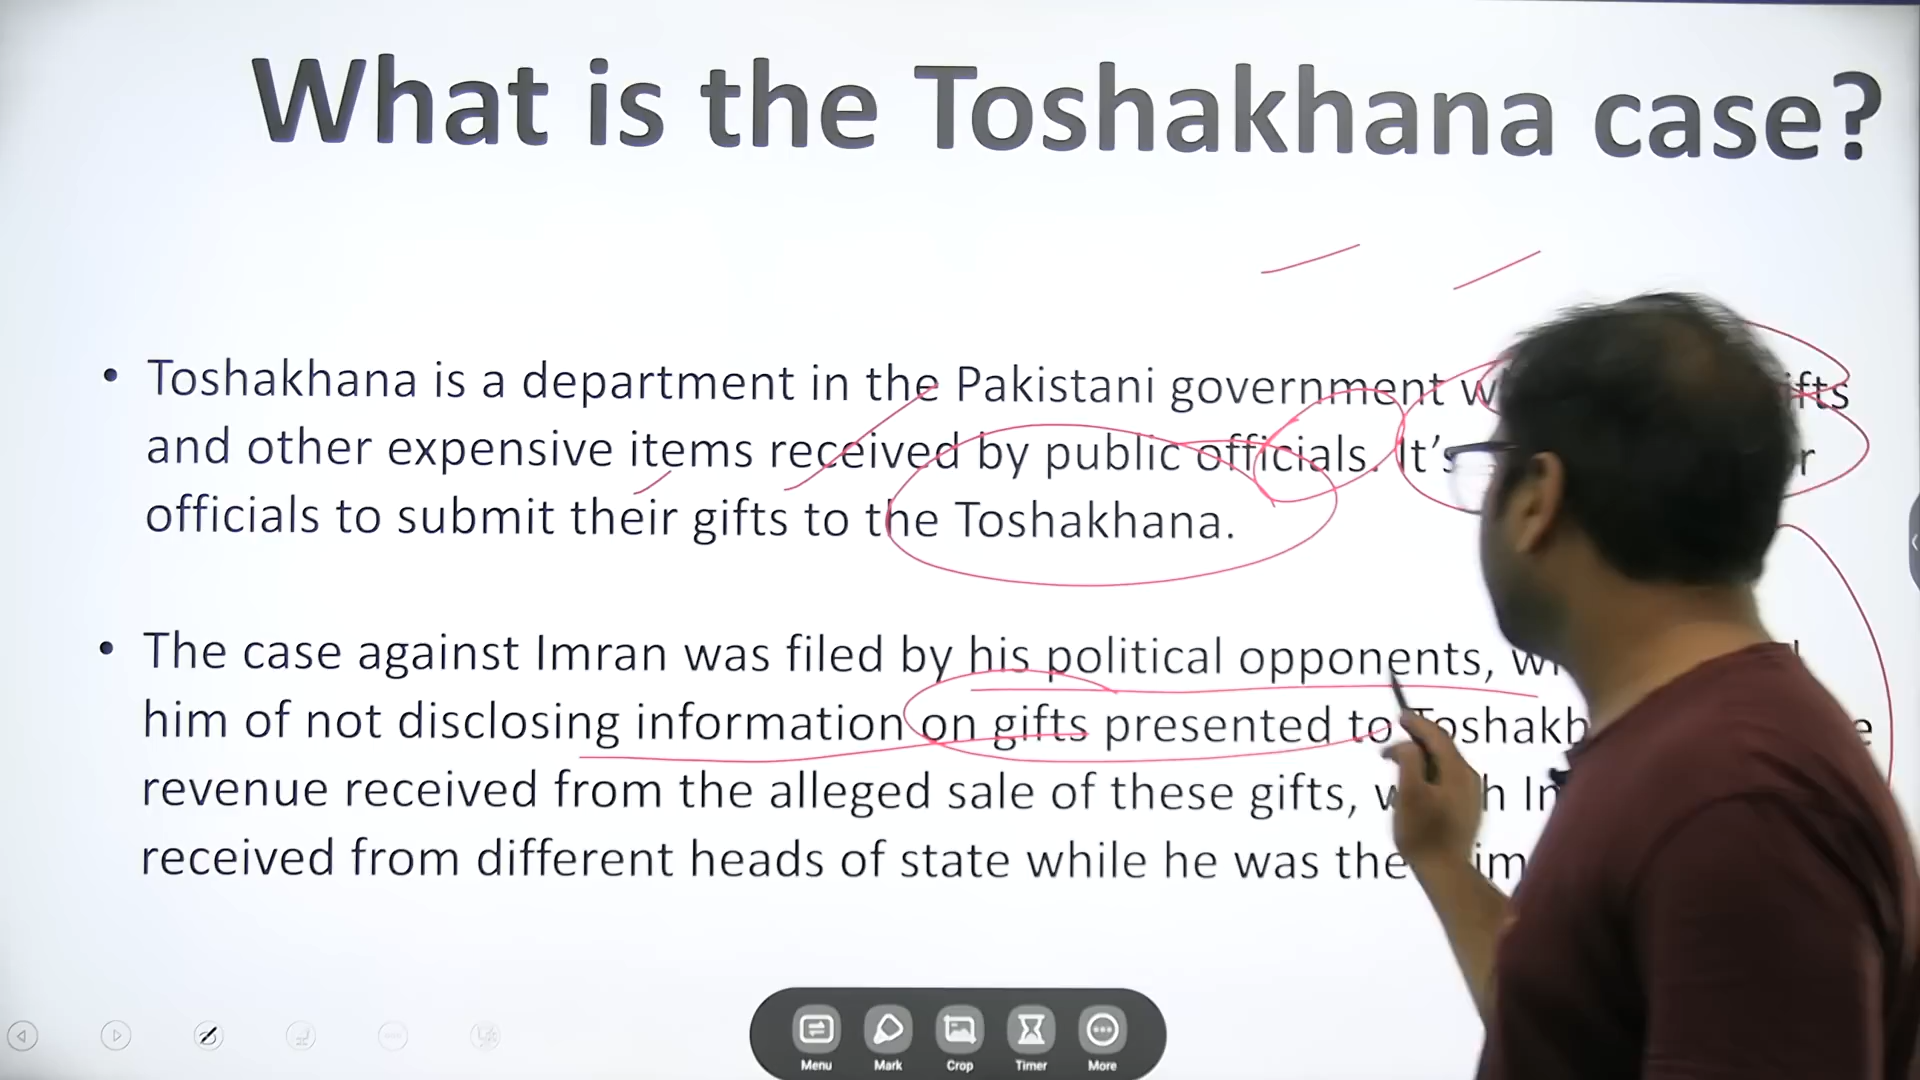 What is the Toshakhana case?
• Toshakhana is a department in the Pakistani government
and other expensive items received by public officials. It's
officials to submit their gifts to the Toshakhana.
• The case against Imran was filed by his political opponents,
him of not disclosing information on gifts presented to
revenue received from the alleged sale of these gifts,
received from different heads of state while he was the
Menu Mark Crop Timer More